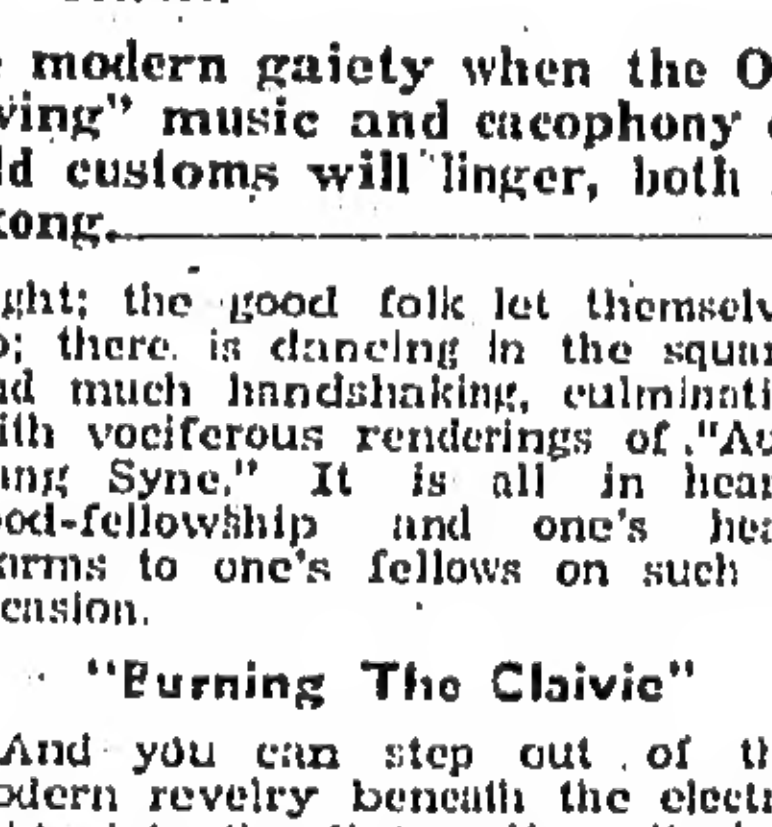 modern gaiety when the O
ving" music and cacophony
ld customs will linger, both
kong.
ght; the good folk let themselv
o; there is dancing in the squar
nd much handshaking, culminati
ith vociferous renderings of "Au
ang Syne." It is all in hear
ood-fellowship and one's hea
arms to one's fellows on such
casion.
"Burning The Claivie"
And you can step out of th
odern revelry beneath the electr